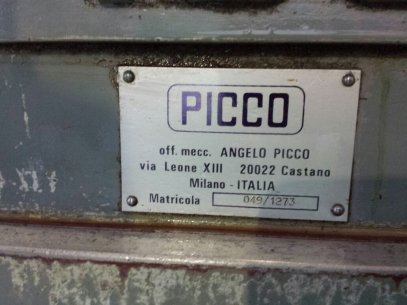 PICCO
off. mecc. ANGELO PICCO
via Leone XIII 20022 Castano
Milano - ITALIA
Matricola 049/1273